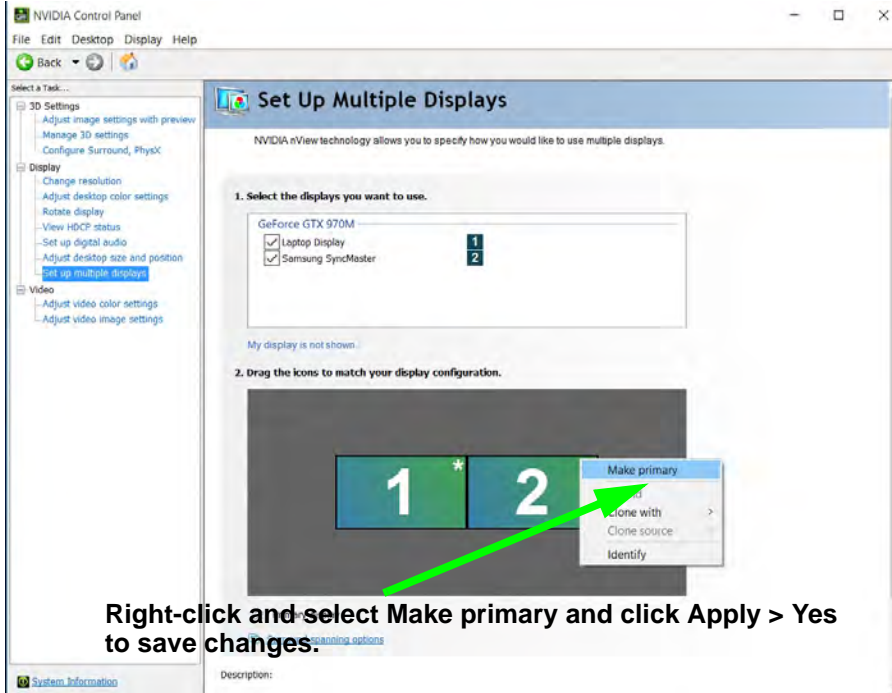 NVIDIA Control Panel
File Edit Desktop Display Help
Back
Select a Task...
3D Settings
Adjust image settings with preview
Manage 3D settings
Configure Surround, PhysX
Display
Change resolution
Adjust desktop color settings
Rotate display
View HDCP status
Set up digital audio
Adjust desktop size and position
Set up multiple displays
Video
Adjust video color settings
Adjust video image settings
System Information
Set Up Multiple Displays
NVIDIA nView technology allows you to specify how you would like to use multiple displays.
1. Select the displays you want to use.
GeForce GTX 970M
Laptop Display 1
Samsung SyncMaster 2
My display is not shown...
2. Drag the icons to match your display configuration.
1 * 2
Make primary
Clone with >
Clone source
Identify
Right-click and select Make primary and click Apply > Yes
to save changes.
spanning options
Description: